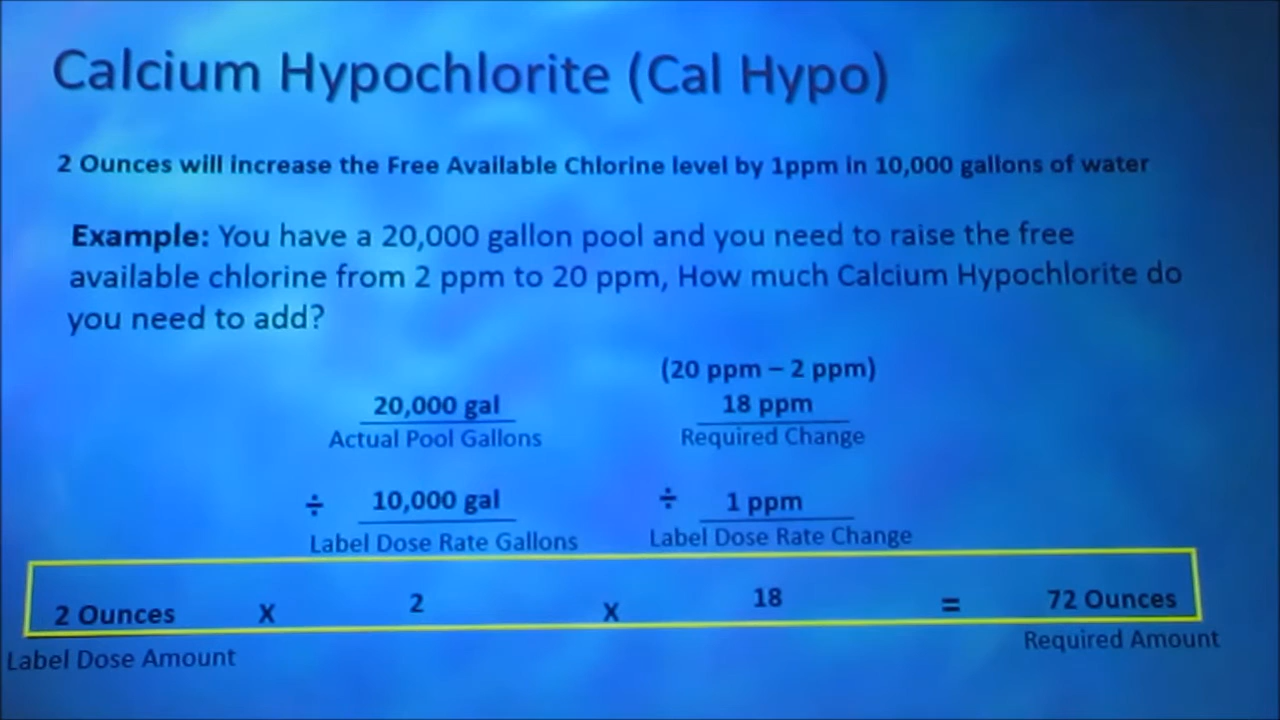 Calcium Hypochlorite (Cal Hypo)
2 Ounces will increase the Free Available Chlorine level by 1ppm in 10,000 gallons of water
Example: You have a 20,000 gallon pool and you need to raise the free
available chlorine from 2 ppm to 20 ppm, How much Calcium Hypochlorite do
you need to add?
(20 ppm – 2 ppm)
20,000 gal 18 ppm
Actual Pool Gallons Required Change
÷ 10,000 gal ÷ 1 ppm
Label Dose Rate Gallons Label Dose Rate Change
2 Ounces X 2 X 18 = 72 Ounces
Label Dose Amount Required Amount